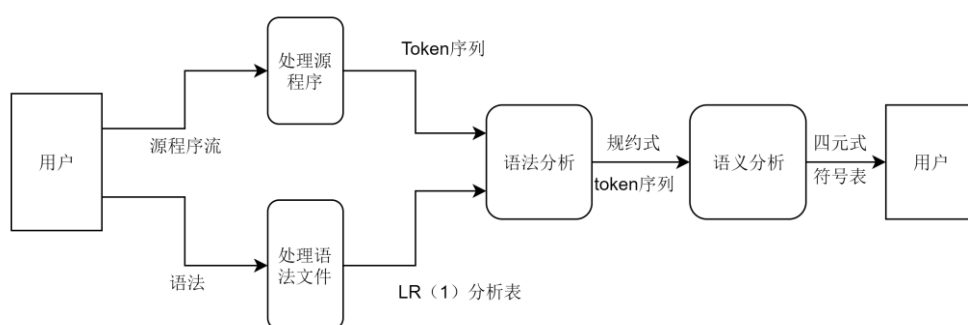 处理源
程序
Token序列
用户
源程序流
语法分析
规约式
token序列
语义分析
四元式
符号表
用户
处理语
法文件
语法
LR（1）分析表